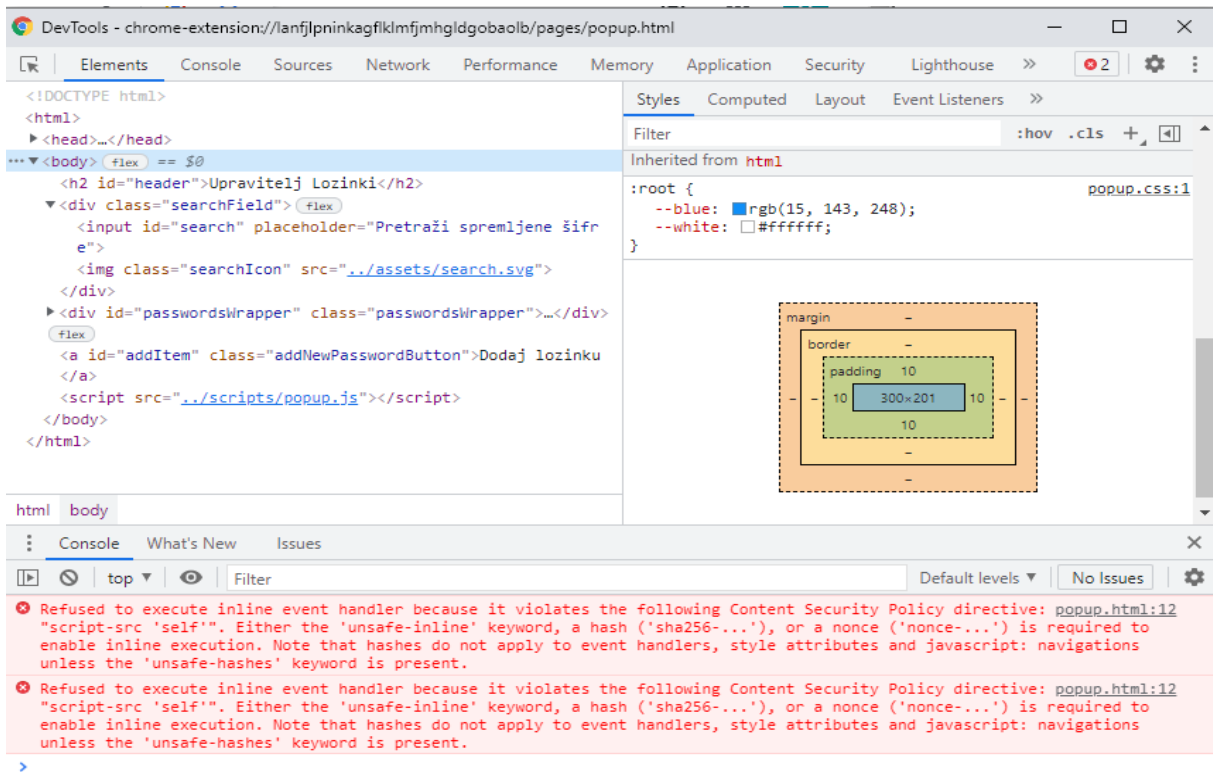 DevTools - chrome-extension://lanfjlpninkagflklmfjmhgldgobaolb/pages/popup.html
Elements Console Sources Network Performance Memory Application Security Lighthouse » 2
<!DOCTYPE html>
<html>
<head>…</head>
<body> flex == $0
<h2 id="header">Upravitelj Lozinki</h2>
<div class="searchField"> flex
<input id="search" placeholder="Pretraži spremljene šifr
e">
<img class="searchIcon" src="../assets/search.svg">
</div>
<div id="passwordsWrapper" class="passwordsWrapper">…</div>
flex
<a id="addItem" class="addNewPasswordButton">Dodaj lozinku
</a>
<script src="../scripts/popup.js"></script>
</body>
</html>
html body
Styles Computed Layout Event Listeners »
Filter :hov .cls +
Inherited from html
:root { popup.css:1
--blue: rgb(15, 143, 248);
--white: #ffffff;
}
margin –
border –
padding 10
– – 10 300×201 10 – –
10
–
–
Console What's New Issues
top ▼ Filter Default levels ▼ No Issues
Refused to execute inline event handler because it violates the following Content Security Policy directive: popup.html:12
"script-src 'self'". Either the 'unsafe-inline' keyword, a hash ('sha256-...'), or a nonce ('nonce-...') is required to
enable inline execution. Note that hashes do not apply to event handlers, style attributes and javascript: navigations
unless the 'unsafe-hashes' keyword is present.
Refused to execute inline event handler because it violates the following Content Security Policy directive: popup.html:12
"script-src 'self'". Either the 'unsafe-inline' keyword, a hash ('sha256-...'), or a nonce ('nonce-...') is required to
enable inline execution. Note that hashes do not apply to event handlers, style attributes and javascript: navigations
unless the 'unsafe-hashes' keyword is present.
>